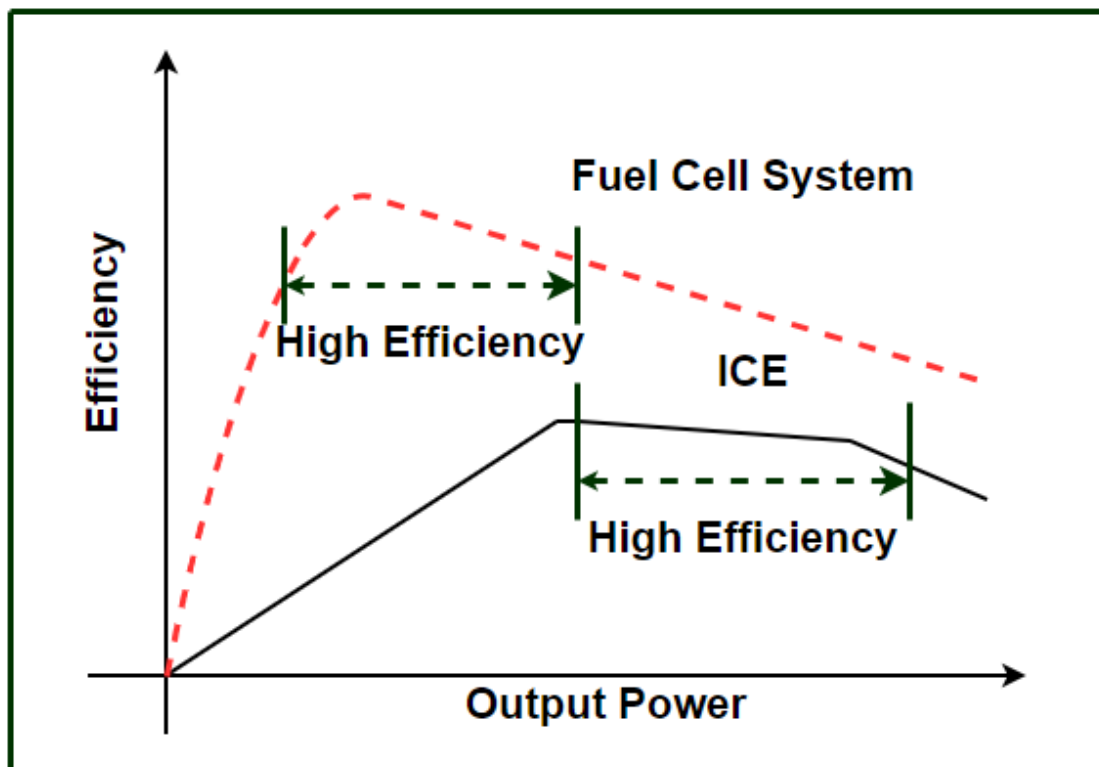 Fuel Cell System
High Efficiency
ICE
High Efficiency
Efficiency
Output Power